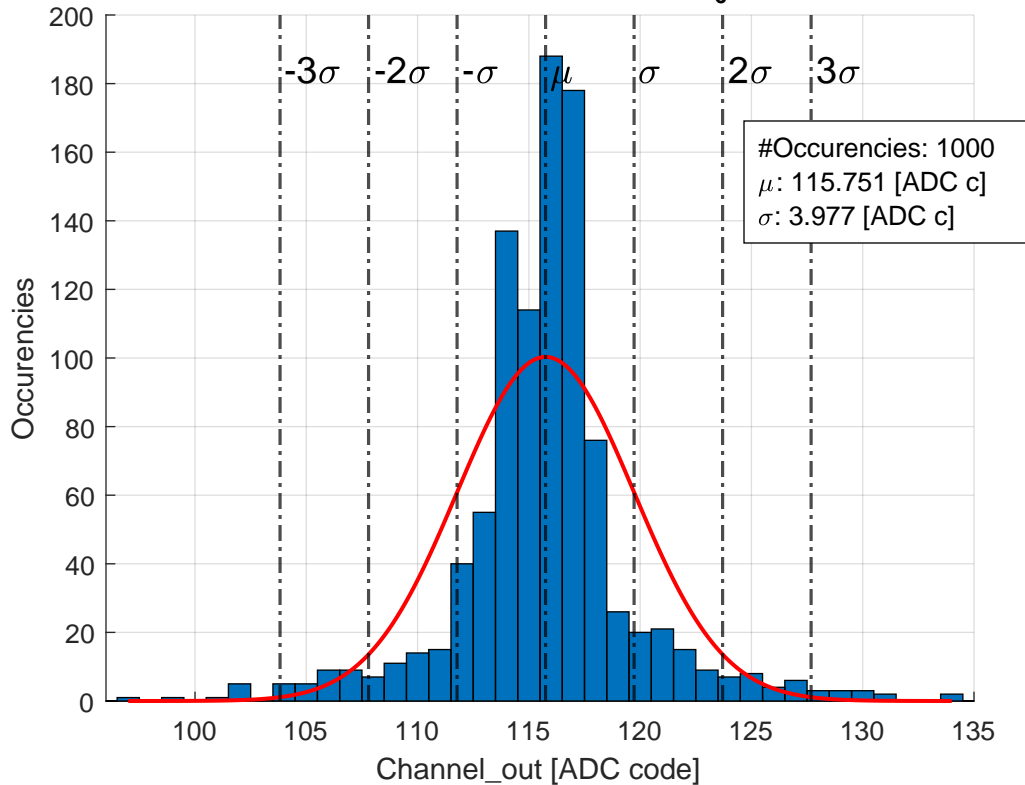 200
180
160
140
120
100
80
60
40
20
0
Occurencies
-3σ -2σ -σ μ σ 2σ 3σ
#Occurencies: 1000
μ: 115.751 [ADC c]
σ: 3.977 [ADC c]
100 105 110 115 120 125 130 135
Channel_out [ADC code]